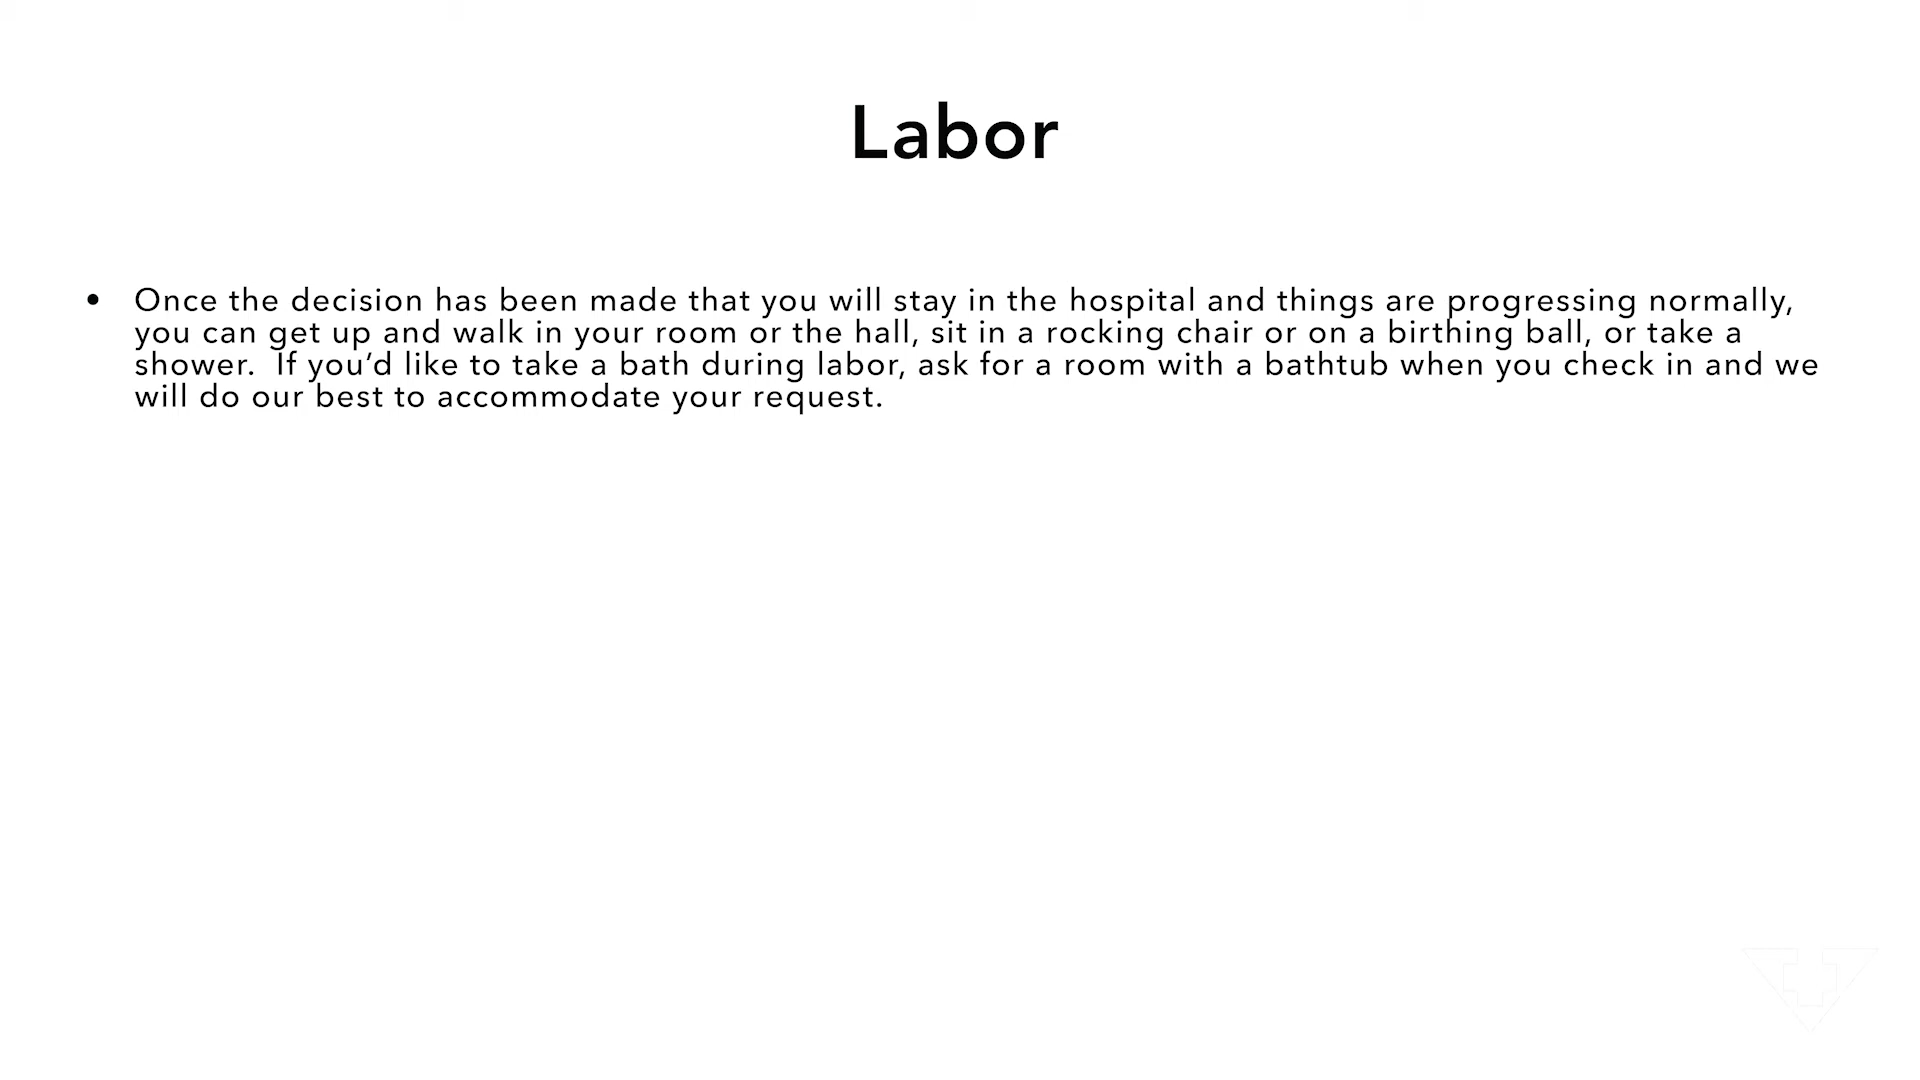 Labor
• Once the decision has been made that you will stay in the hospital and things are progressing normally,
you can get up and walk in your room or the hall, sit in a rocking chair or on a birthing ball, or take a
shower.  If you’d like to take a bath during labor, ask for a room with a bathtub when you check in and we
will do our best to accommodate your request.